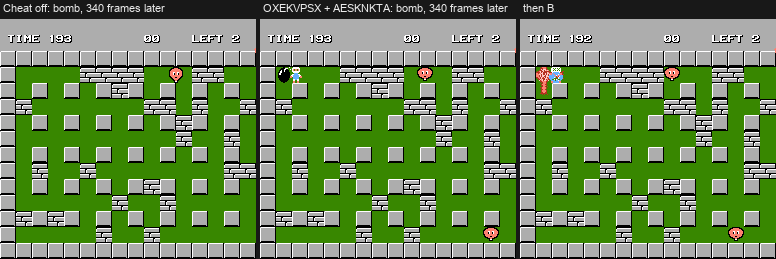 Cheat off: bomb, 340 frames later
OXEKVPSX + AESKNKTA: bomb, 340 frames later
then B
TIME 193 00 LEFT 2
TIME 193 00 LEFT 2
TIME 192 00 LEFT 2